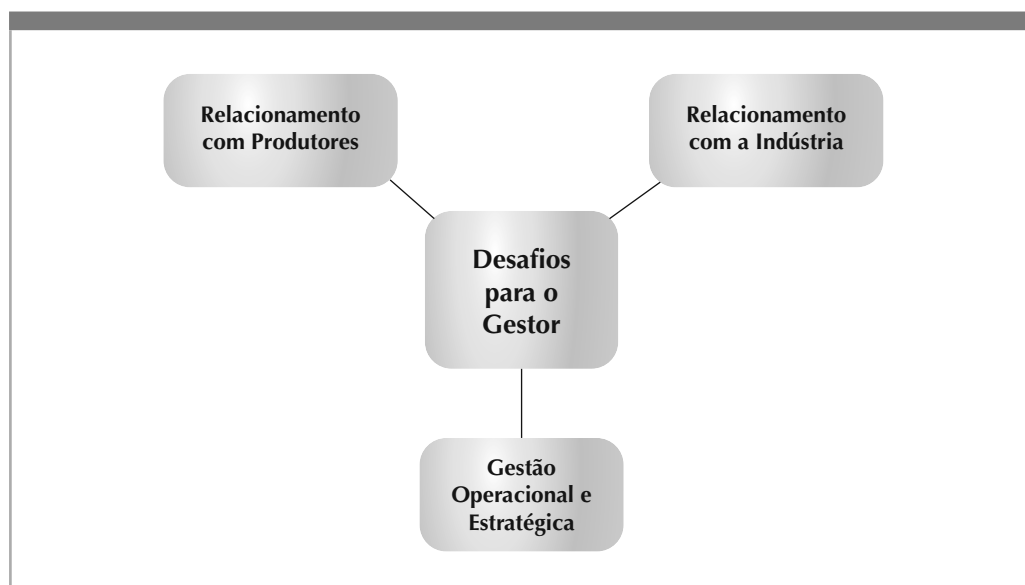 Relacionamento
com Produtores
Relacionamento
com a Indústria
Desafios
para o
Gestor
Gestão
Operacional e
Estratégica